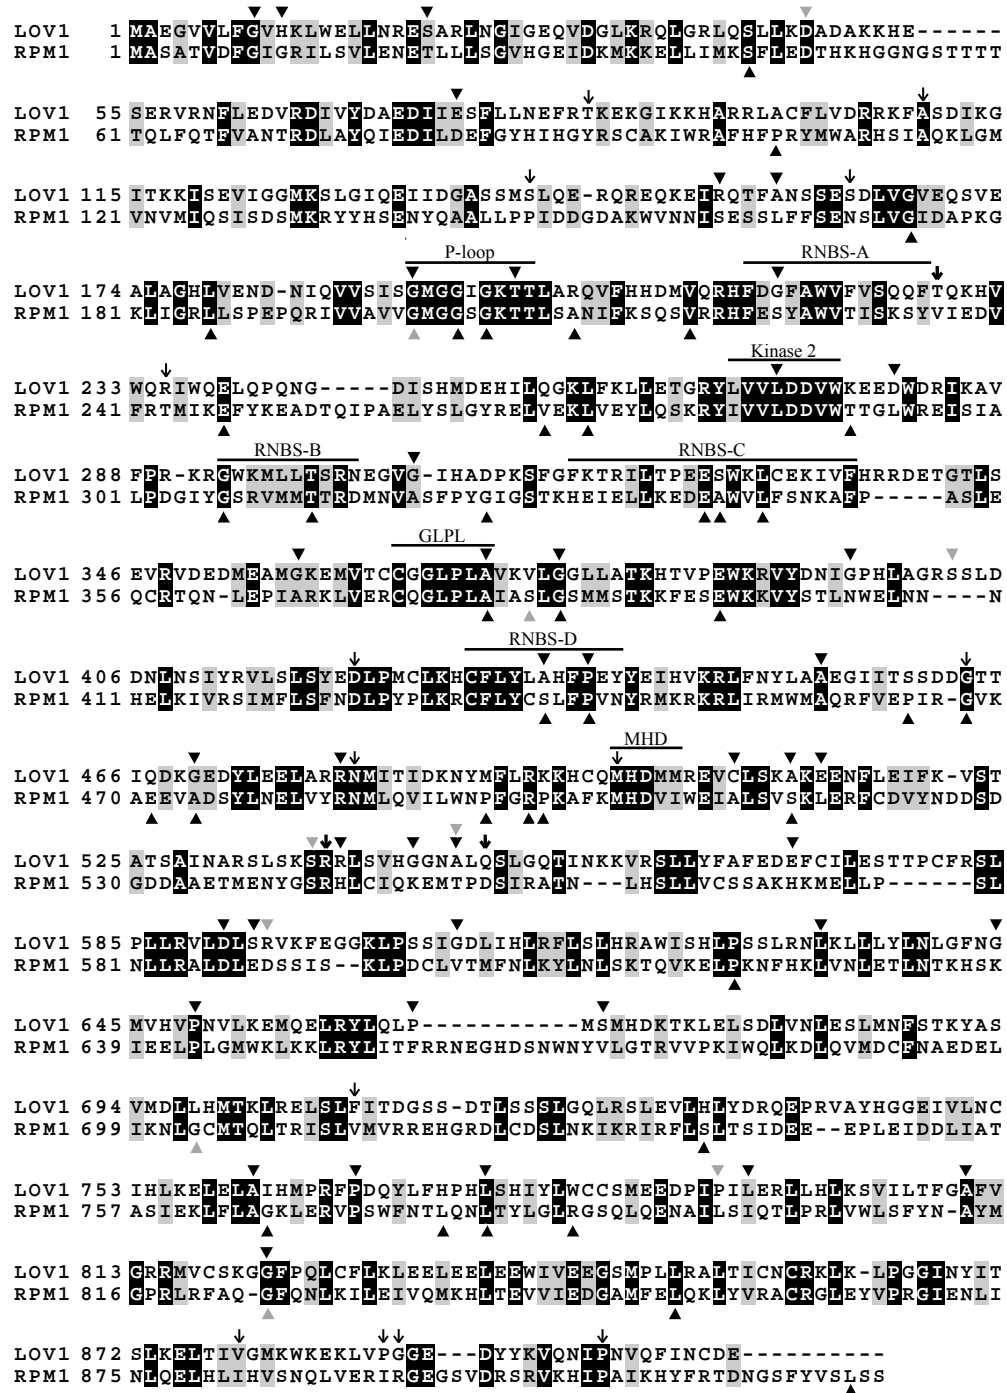 LOV1 1 MAEGVVLFGVHKLWELLNRESARLNGIGEQVDGLKRQLGRLQSLLKDADAKKHE------
RPM1 1 MASATVDFGIGRILSVLENETLLLSGVHGEIDKMKKELLIMKSFLEDTHKHGGNGSTTTT
LOV1 55 SERVRNFLEDVRDIVYDAEDIIESFLLNEFRTKEKGIKKHARRLACFLVDRRKFASDIKG
RPM1 61 TQLFQTFVANTRDLAYQIEDILDEFGYHIHGYRSCAKIWRAFHFPRYMWARHSIAQKLGM
LOV1 115 ITKKISEVIGGMKSLGIQEIIDGASSMSLQE-RQREQKEIRQTFANSSESDLVGVEQSVE
RPM1 121 VNVMIQSISDSMKRYYHSENYQAALLPPIDDGDAKWVNNISESSLFFSENSLVGIDAPKG
P-loop RNBS-A
LOV1 174 ALAGHLVENDN-IQVVSISGMGGIGKTTLARQVFHHDMVQRHFDGFAWVFVSQQFTQKHV
RPM1 181 KLIGRLLSPEPQRIVVAVVGMGGSGKTTLSANIFKSQSVRRHFESYAWVTISKSYVIEDV
Kinase 2
LOV1 233 WQRIWQELQPQNG-----DISHMDEHILQGKLFKLLETGRYLVVLDDVWKEEDWDRIKAV
RPM1 241 FRTMIKEFYKEADTQIPAELYSLGYRELVEKLVEYLQSKRYIVVLDDVWTTGLWREISIA
RNBS-B RNBS-C
LOV1 288 FPR-KRGWKMLLTSRNEGVG-IHADPKSFGFKTRILTPEESWKLCEKIVFHRRDETGTLS
RPM1 301 LPDGIYGSRVMMTTRDMNVASFPYGIGSTKHEIELLKEDEAWVLFSNKAFP-----ASLE
GLPL
LOV1 346 EVRVDEDMEAMGKEMVTCCGGLPLAVKVLGGLLATKHTVPEWKRVYDNIGPHLAGRSSLD
RPM1 356 QCRTQN-LEPIARKLVERCQGLPLAIASLGSMMSTKKFESEWKKVYSTLNWELNN----N
RNBS-D
LOV1 406 DNLNSIYRVLSLSYEDLPMCLKHCFLYLAHFPEYYEIHVKRLFNYLAAEGIITSSDDGTT
RPM1 411 HELKIVRSIMFLSFNDLPYPLKRCFLYCSLFPVNYRMKRKRLIRMWMAQRFVEPIR-GVK
MHD
LOV1 466 IQDKGEDYLEELARRNMITIDKNYMFLRKKHCQMHDMMREVCLSKAKEENFLEIFK-VST
RPM1 470 AEEVADSYLNELVYRNMLQVILWNPFGRPKAFKMHDVIWEIALSVSKLERFCDVYNDDSD
LOV1 525 ATSAINARSLSKSRRLSVHGGNALQSLGQTINKKVRSLLYFAFEDEFCILESTTPCFRSL
RPM1 530 GDDAAETMENYGSRHLCIQKEMTPDSIRATN---LHSLLVCSSAKHKMELLP------SL
LOV1 585 PLLRVLDLSRVKFEGGKLPSSIGDLIHLRFLSLHRAWISHLPSSLRNLKLLLYLNLGFNG
RPM1 581 NLLRALDLEDSSIS--KLPDCLVTMFNLKYLNLSKTQVKELPKNFHKLVNLETLNTKHSK
LOV1 645 MVHVPNVLKEMQELRYLQLP-----------MSMHDKTKLELSDLVNLESLMNFSTKYAS
RPM1 639 IEELPLGMWKLKKLRYLITFRRNEGHDSNWNYVLGTRVVPKIWQLKDLQVMDCFNAEDEL
LOV1 694 VMDLLHMTKLRELSLFITDGSS-DTLSSSLGQLRSLEVLHLYDRQEPRVAYHGGEIVLNC
RPM1 699 IKNLGCMTQLTRISLVMVRREHGRDLCDSLNKIKRIRFLSLTSIDEE--EPLEIDDLIAT
LOV1 753 IHLKELELAIHMPRFPDQYLFHPHLSHIYLWCCSMEEDPIPILERLLHLKSVILTFGAFV
RPM1 757 ASIEKLFLAGKLERVPSWFNTLQNLTYLGLRGSQLQENAILSIQTLPRLVWLSFYN-AYM
LOV1 813 GRRMVCSKGGFPQLCFLKLEELEELEEWIVEEGSMPLLRALTICNCRKLK-LPGGINYIT
RPM1 816 GPRLRFAQ-GFQNLKILEIVQMKHLTEVVIEDGAMFELQKLYVRACRGLEYVPRGIENLI
LOV1 872 SLKELTIVGMKWKEKLVPGGE---DYYKVQNIPNVQFINCDE----------
RPM1 875 NLQELHLIHVSNQLVERIRGEGSVDRSRVKHIPAIKHYFRTDNGSFYVSLSS